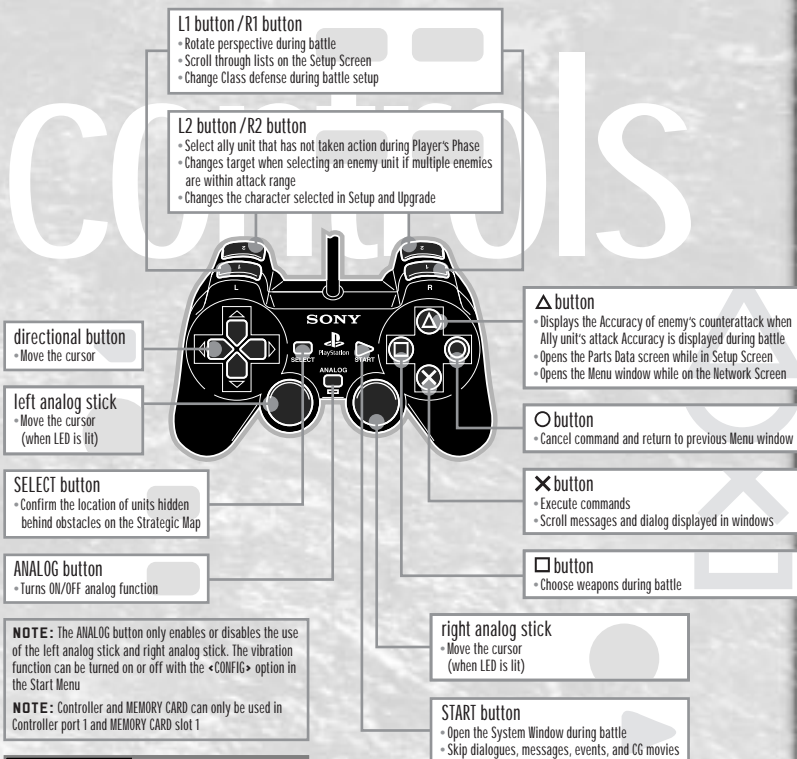 controls
L1 button / R1 button
• Rotate perspective during battle
• Scroll through lists on the Setup Screen
• Change Class defense during battle setup
L2 button / R2 button
• Select ally unit that has not taken action during Player's Phase
• Changes target when selecting an enemy unit if multiple enemies
are within attack range
• Changes the character selected in Setup and Upgrade
2
2
1
1
L
R
SONY
PlayStation
SELECT
START
ANALOG
directional button
• Move the cursor
left analog stick
• Move the cursor
(when LED is lit)
SELECT button
• Confirm the location of units hidden
behind obstacles on the Strategic Map
ANALOG button
• Turns ON/OFF analog function
NOTE: The ANALOG button only enables or disables the use
of the left analog stick and right analog stick. The vibration
function can be turned on or off with the <CONFIG> option in
the Start Menu
NOTE: Controller and MEMORY CARD can only be used in
Controller port 1 and MEMORY CARD slot 1
△ button
• Displays the Accuracy of enemy's counterattack when
Ally unit's attack Accuracy is displayed during battle
• Opens the Parts Data screen while in Setup Screen
• Opens the Menu window while on the Network Screen
○ button
• Cancel command and return to previous Menu window
✕ button
• Execute commands
• Scroll messages and dialog displayed in windows
□ button
• Choose weapons during battle
right analog stick
• Move the cursor
(when LED is lit)
START button
• Open the System Window during battle
• Skip dialogues, messages, events, and CG movies